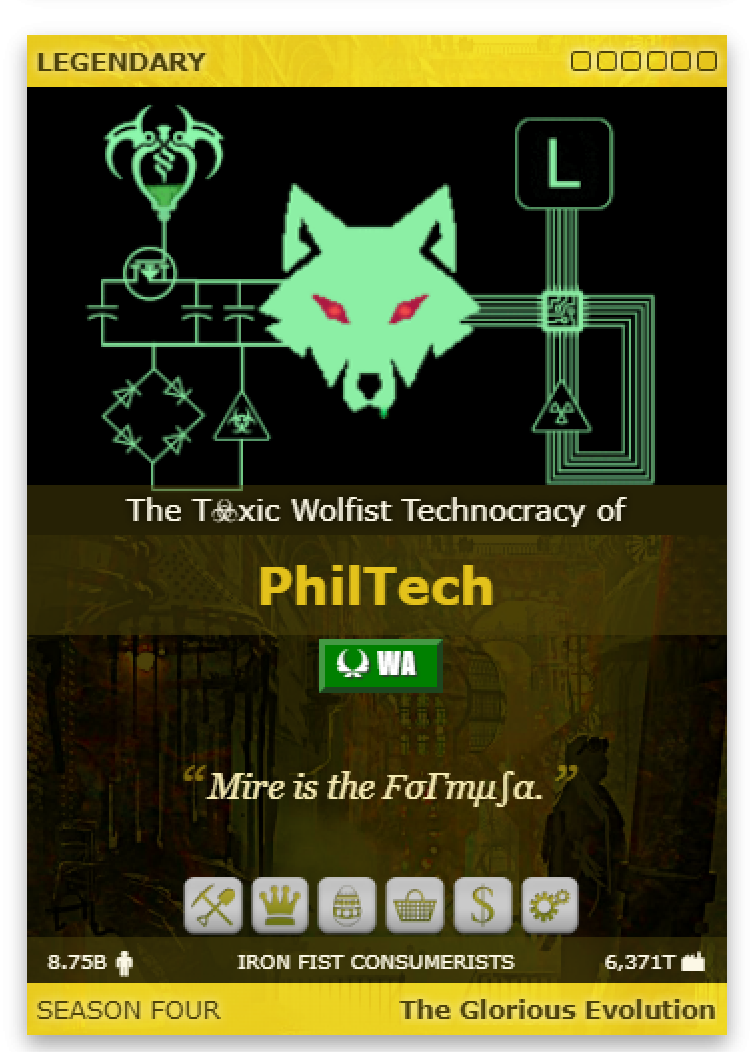 LEGENDARY
L
The T☣xic Wolfist Technocracy of
PhilTech
WA
“Mire is the FσΓmµ∫α.”
$
8.75B IRON FIST CONSUMERISTS 6,371T
SEASON FOUR The Glorious Evolution